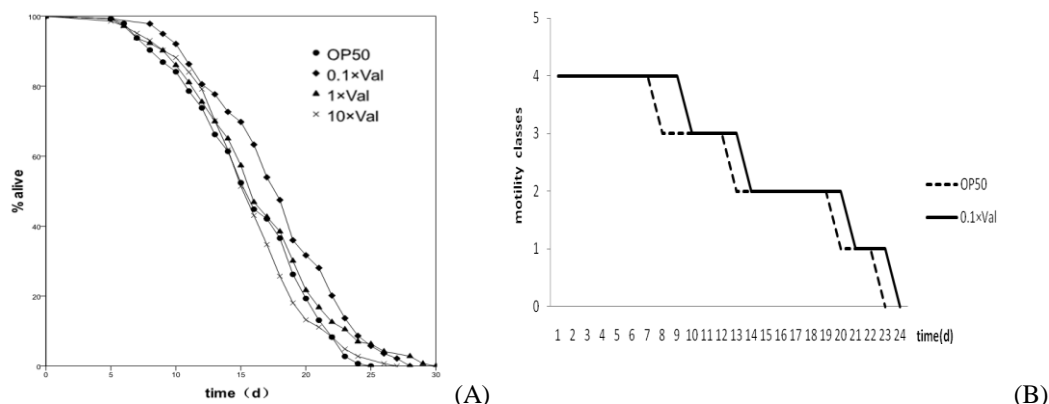 100
80
60
40
20
0
% alive
0 5 10 15 20 25 30
time（d）
OP50
0.1×Val
1×Val
10×Val
(A)
5
4
3
2
1
0
motility classes
1 2 3 4 5 6 7 8 9 10 11 12 13 14 15 16 17 18 19 20 21 22 23 24
time(d)
OP50
0.1×Val
(B)